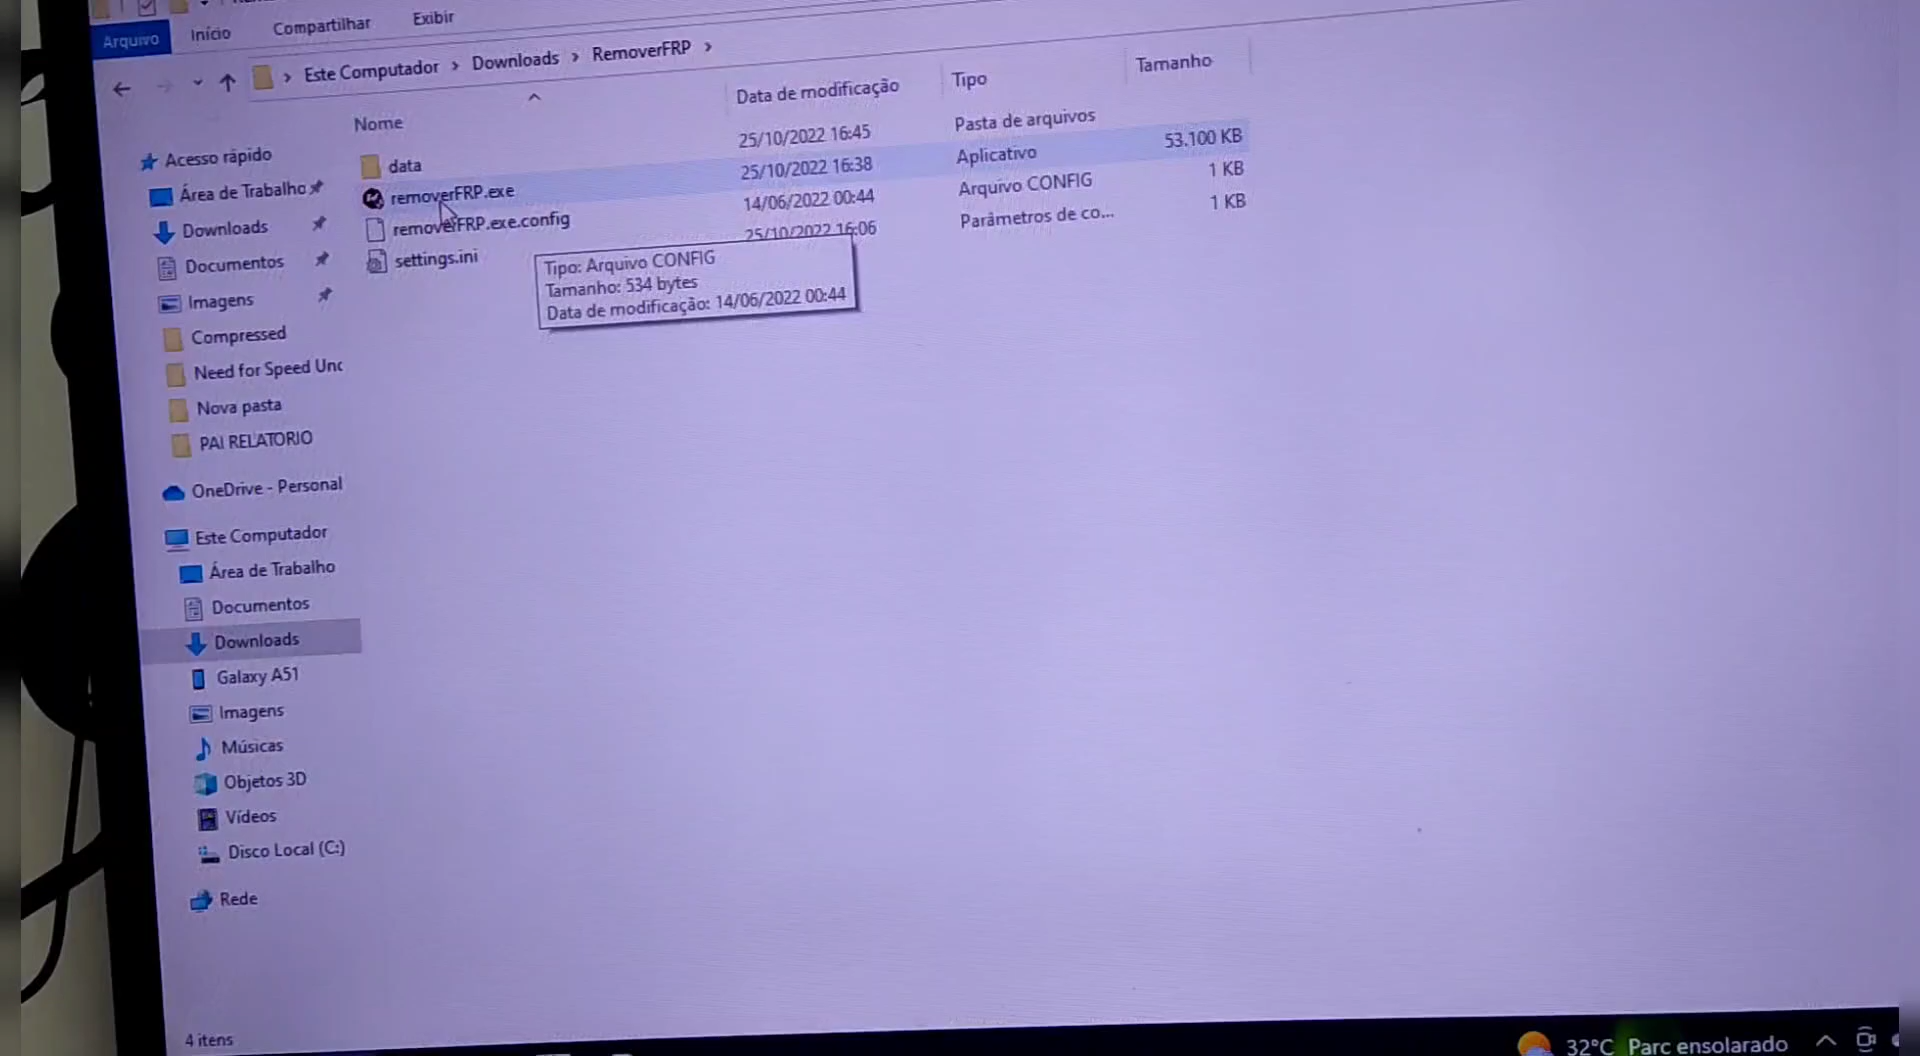 Arquivo Início Compartilhar Exibir
Este Computador > Downloads > RemoverFRP >
Nome Data de modificação Tipo Tamanho
data 25/10/2022 16:45 Pasta de arquivos
removerFRP.exe 25/10/2022 16:38 Aplicativo 53.100 KB
removerFRP.exe.config 14/06/2022 00:44 Arquivo CONFIG 1 KB
settings.ini 25/10/2022 16:06 Parâmetros de co... 1 KB
Tipo: Arquivo CONFIG
Tamanho: 534 bytes
Data de modificação: 14/06/2022 00:44
Acesso rápido
Área de Trabalho
Downloads
Documentos
Imagens
Compressed
Need for Speed Unc
Nova pasta
PAI RELATORIO
OneDrive - Personal
Este Computador
Área de Trabalho
Documentos
Downloads
Galaxy A51
Imagens
Músicas
Objetos 3D
Vídeos
Disco Local (C:)
Rede
4 itens
32°C Parc ensolarado